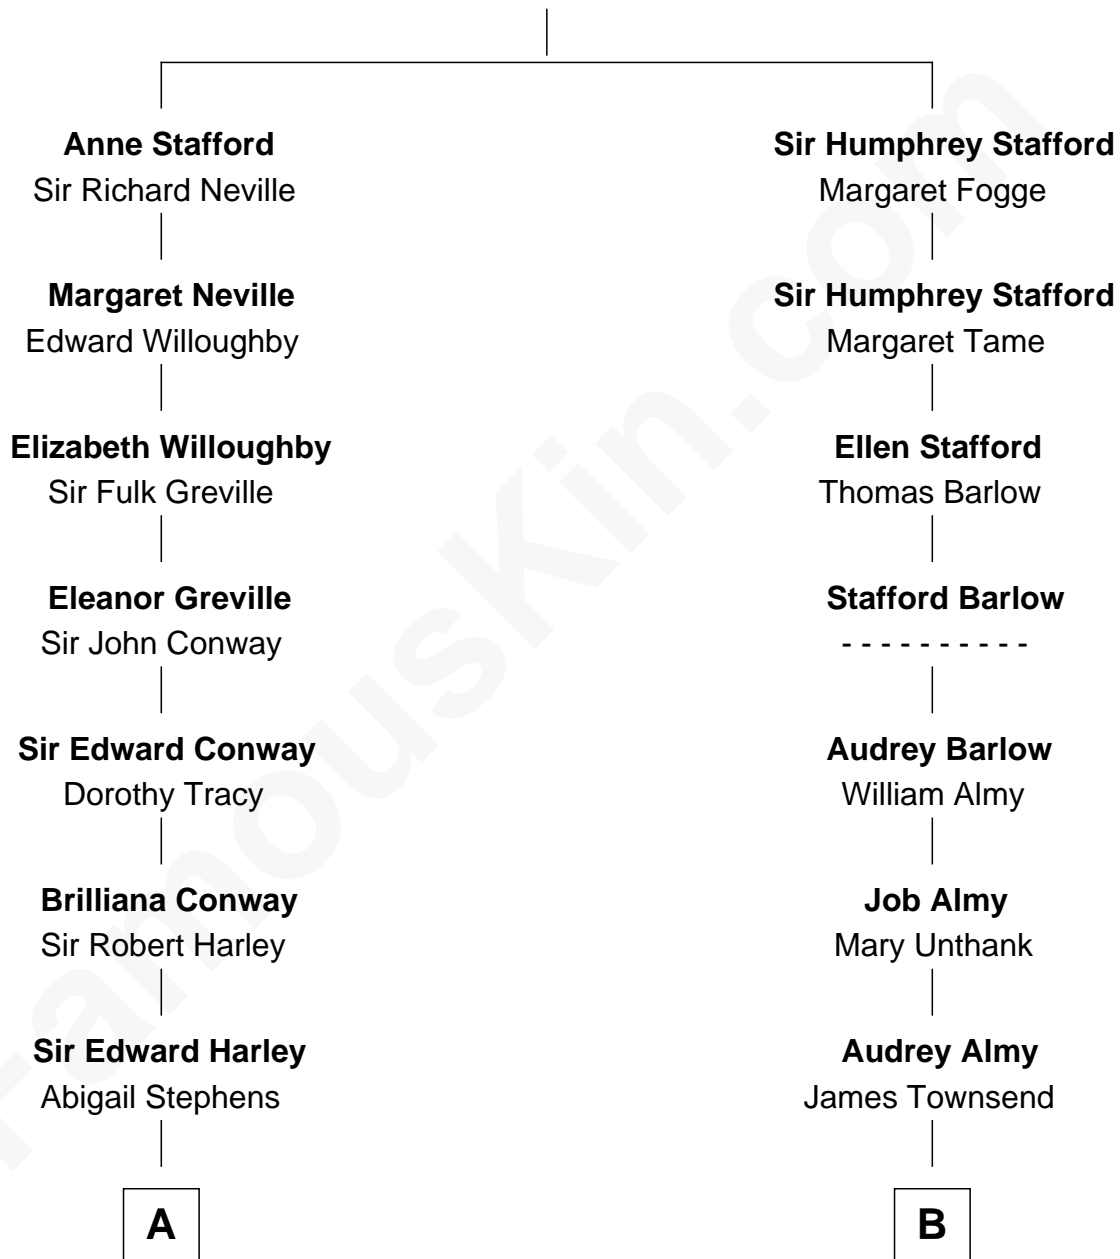 Anne Stafford
Sir Richard Neville
Margaret Neville
Edward Willoughby
Elizabeth Willoughby
Sir Fulk Greville
Eleanor Greville
Sir John Conway
Sir Edward Conway
Dorothy Tracy
Brilliana Conway
Sir Robert Harley
Sir Edward Harley
Abigail Stephens
A
Sir Humphrey Stafford
Margaret Fogge
Sir Humphrey Stafford
Margaret Tame
Ellen Stafford
Thomas Barlow
Stafford Barlow
- - - - - - - - - -
Audrey Barlow
William Almy
Job Almy
Mary Unthank
Audrey Almy
James Townsend
B
FamousKin.com